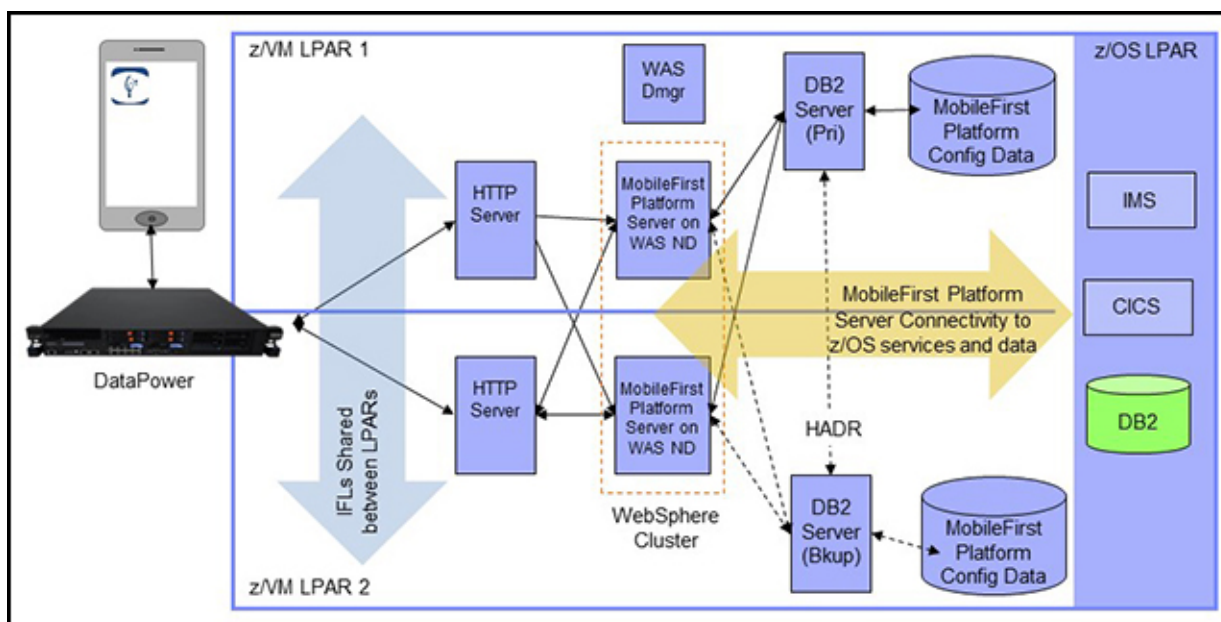 z/VM LPAR 1
z/OS LPAR
WAS
Dmgr
DB2
Server
(Pri)
MobileFirst
Platform
Config Data
HTTP
Server
MobileFirst
Platform
Server on
WAS ND
IMS
MobileFirst Platform
Server Connectivity to
z/OS services and data
CICS
DataPower
HTTP
Server
MobileFirst
Platform
Server on
WAS ND
DB2
IFLs Shared
between LPARs
HADR
WebSphere
Cluster
DB2
Server
(Bkup)
MobileFirst
Platform
Config Data
z/VM LPAR 2